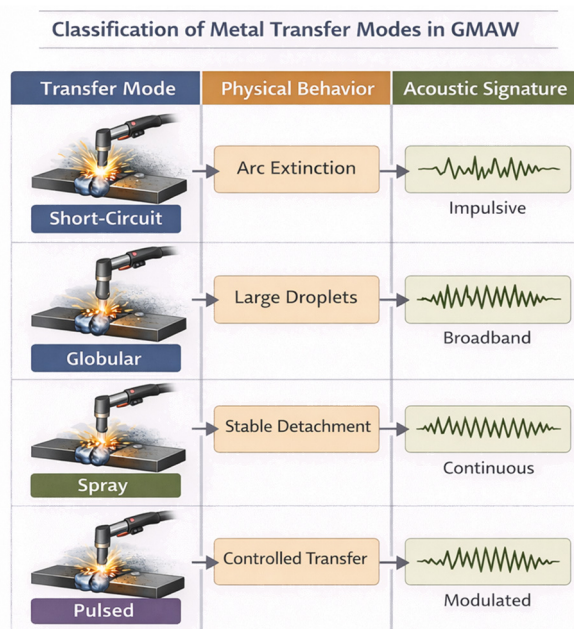 Classification of Metal Transfer Modes in GMAW
Transfer Mode
Physical Behavior
Acoustic Signature
Short-Circuit
Arc Extinction
Impulsive
Globular
Large Droplets
Broadband
Spray
Stable Detachment
Continuous
Pulsed
Controlled Transfer
Modulated